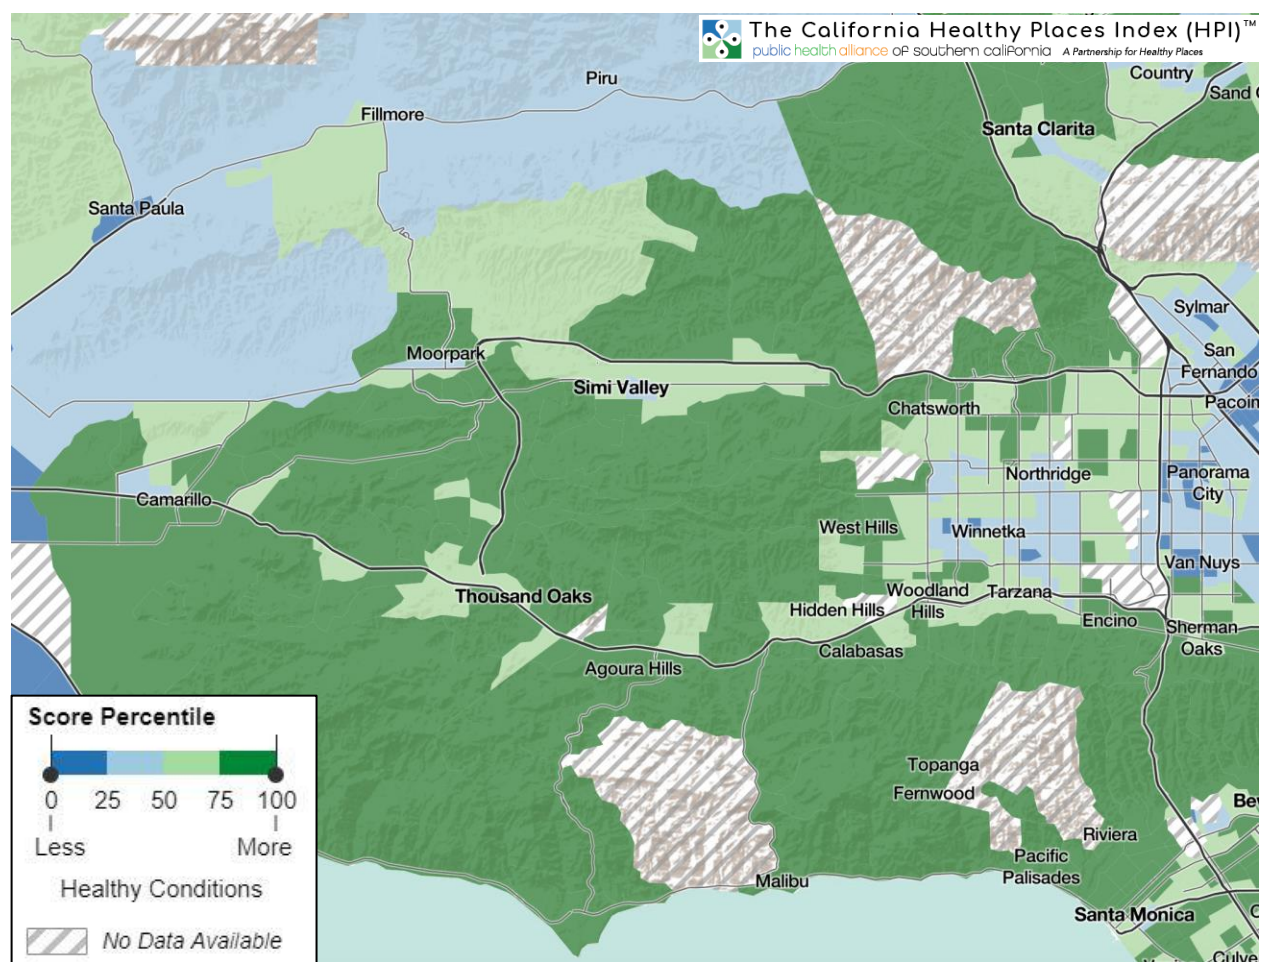 The California Healthy Places Index (HPI)™
public health alliance of southern california A Partnership for Healthy Places
Piru
Country
Sand
Fillmore
Santa Clarita
Santa Paula
Sylmar
San
Fernando
Moorpark
Simi Valley
Pacoim
Chatsworth
Northridge
Panorama
City
Camarillo
West Hills
Winnetka
Van Nuys
Thousand Oaks
Woodland
Hills
Tarzana
Hidden Hills
Encino
Sherman
Oaks
Calabasas
Agoura Hills
Score Percentile
0 25 50 75 100
Less More
Healthy Conditions
No Data Available
Topanga
Fernwood
Bev
Riviera
Pacific
Palisades
Malibu
Santa Monica
Culve